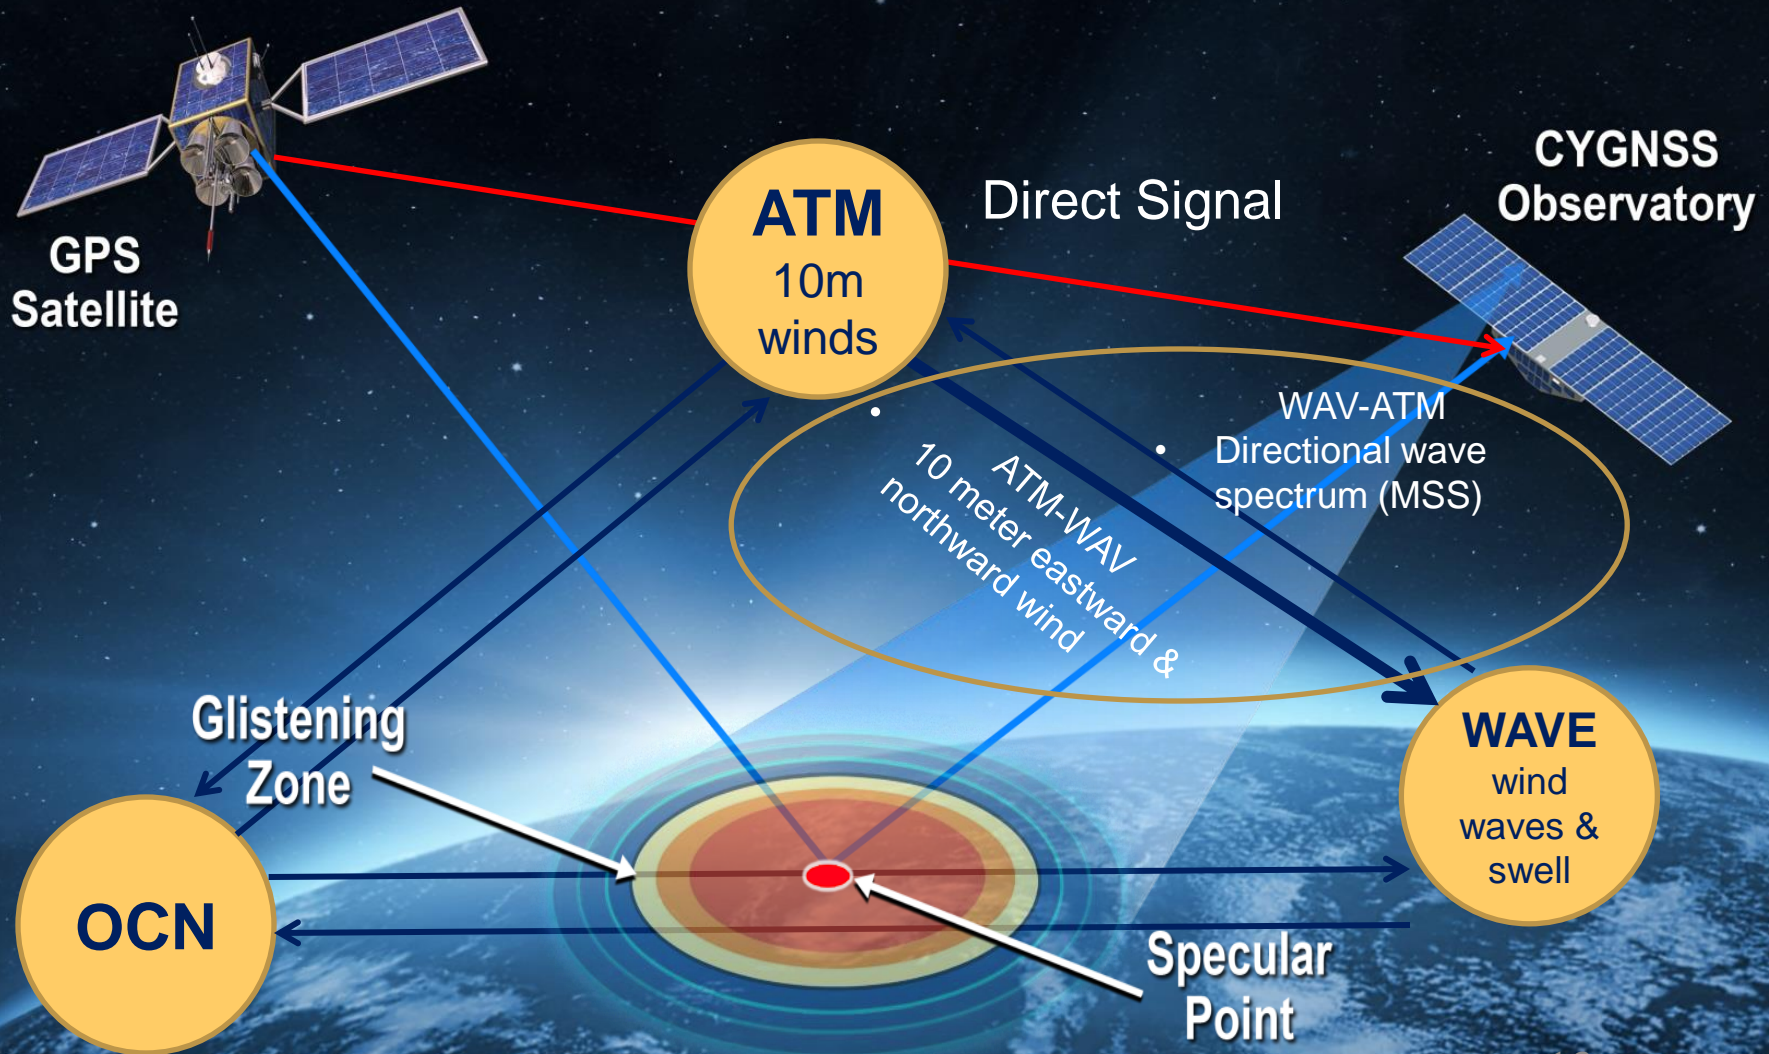 GPS
Satellite
ATM
10m
winds
Direct Signal
CYGNSS
Observatory
• WAV-ATM
Directional wave
spectrum (MSS)
• ATM-WAV
10 meter eastward &
northward wind
Glistening
Zone
WAVE
wind
waves &
swell
OCN
Specular
Point